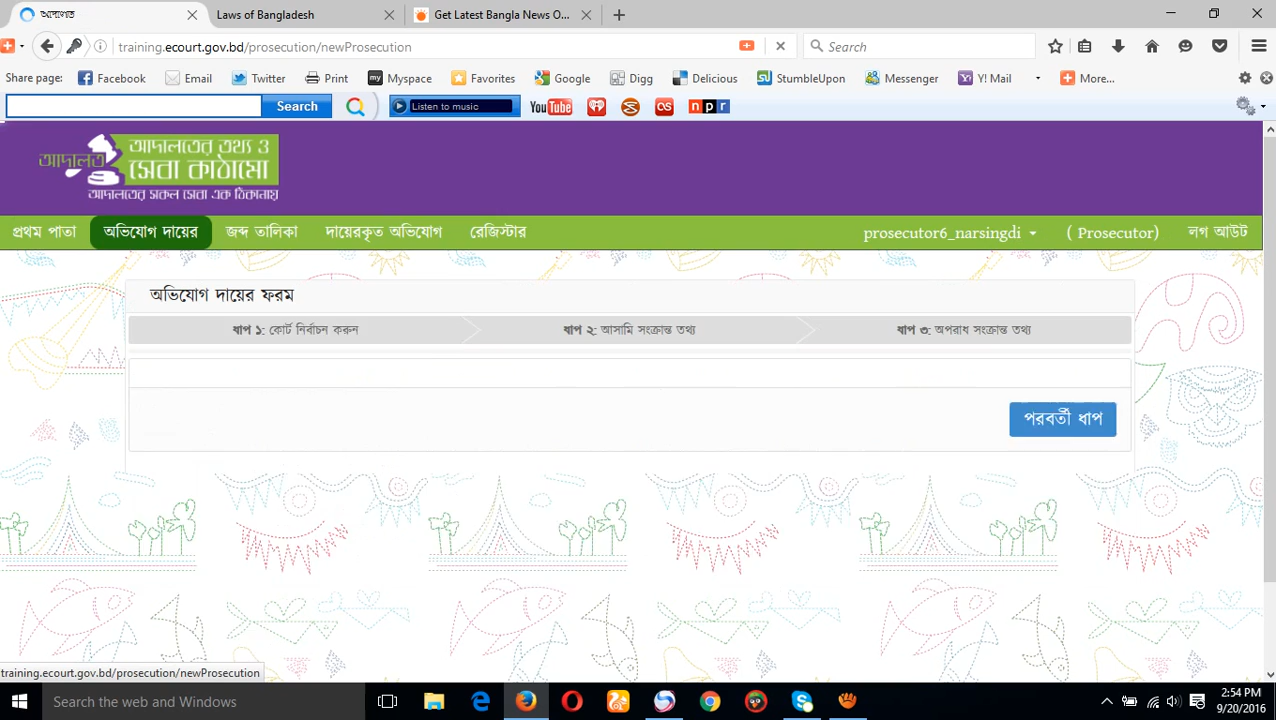 আদালত
Laws of Bangladesh
Get Latest Bangla News O...
training.ecourt.gov.bd/prosecution/newProsecution
Search
Share page:
Facebook
Email
Twitter
Print
my
Myspace
Favorites
Google
Digg
Delicious
StumbleUpon
Messenger
Y! Mail
More...
Search
Listen to music
YouTube
as
npr
আদালত
আদালতের তথ্য ও
সেবা কাঠামো
আদালতের সকল সেবা এক ঠিকানায়
প্রথম পাতা
অভিযোগ দায়ের
জব্দ তালিকা
দায়েরকৃত অভিযোগ
রেজিস্টার
prosecutor6_narsingdi
( Prosecutor)
লগ আউট
অভিযোগ দায়ের ফরম
ধাপ ১: কোর্ট নির্বাচন করুন
ধাপ ২: আসামি সংক্রান্ত তথ্য
ধাপ ৩: অপরাধ সংক্রান্ত তথ্য
পরবর্তী ধাপ
training.ecourt.gov.bd/prosecution/newProsecution
Search the web and Windows
2:54 PM
9/20/2016